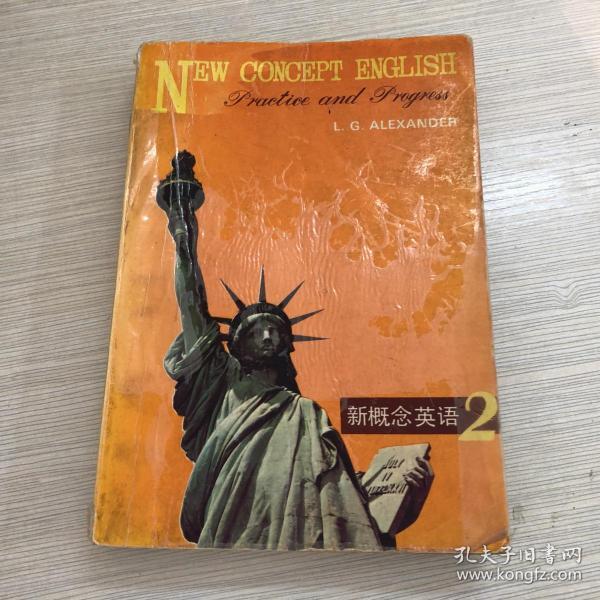 NEW CONCEPT ENGLISH
Practice and Progress
L. G. ALEXANDER
新概念英语 2
JULY
孔夫子旧书网
www.kongfz.com